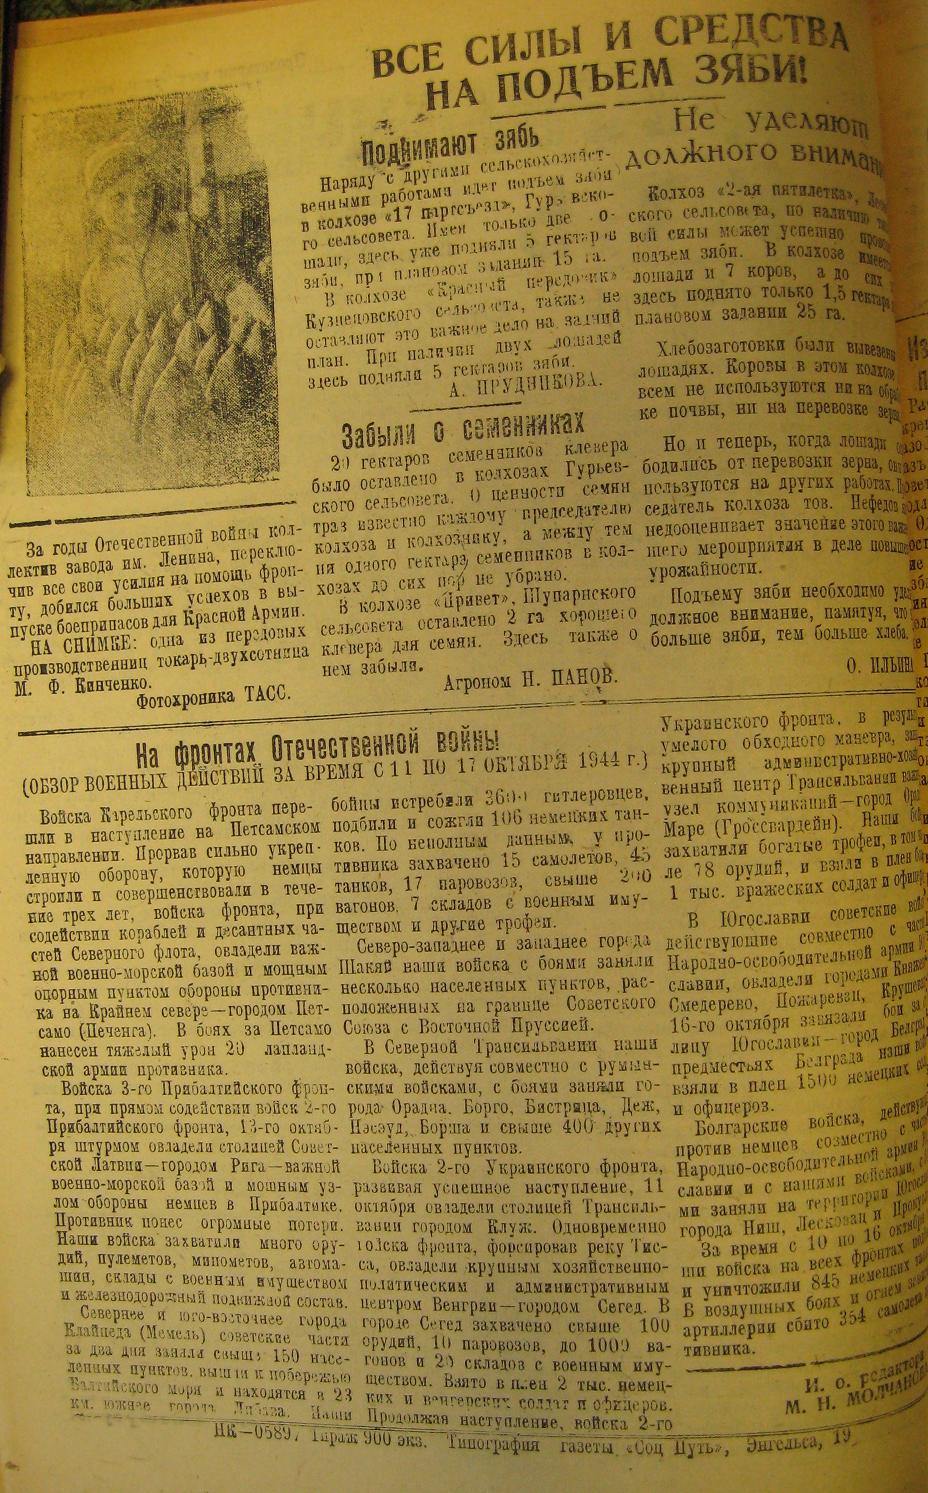 ВСЕ СИЛЫ И СРЕДСТВА
НА ПОДЪЕМ ЗЯБИ!
Поднимают зябь
Наряду с другими сельскохозяйст-
венными работами идет подъем зяби
в колхозе «17 партсъезд»,
го сельсовета. Имея только две
шади, здесь уже подняли 5 гектаров
зяби, при плановом задании 15 га.
В колхозе «Красный передовик»
Кузнецовского сельсовета, также не
оставляют это важное дело на задний
план. При наличии двух лошадей
здесь подняли 5 гектаров зяби.
А. ПРУДНИКОВА.
Забыли о семенниках
20 гектаров семенников клевера
было оставлено в колхозах Гурьев-
ского сельсовета. О ценности семян
трав известно каждому председателю
колхоза и колхознику, а между тем
ни одного гектара семенников в кол-
хозах до сих пор не убрано.
В колхозе «Привет», Шупарнского
сельсовета оставлено 2 га хорошего
клевера для семян. Здесь также о
нем забыли.
Агроном Н. ПАНОВ.
Не уделяют
должного
Колхоз «2-ая пятилетка»,
ского сельсовета, по наличию
вой силы может успешно
подъем зяби. В колхозе имеется
лошади и 7 коров, а до сих
здесь поднято только 1,5 гектара
плановом задании 25 га.
Хлебозаготовки были вывезены
лошадях. Коровы в этом колхозе
всем не используются ни на обра
ке почвы, ни на перевозке зерна
Но и теперь, когда лошади
бодились от перевозки зерна, они
пользуются на других работах.
седатель колхоза тов. Нефедов
недооценивает значение этого
шего мероприятия в деле повыше
урожайности.
Подъему зяби необходимо
должное внимание, памятуя, что
больше зяби, тем больше хлеба.
О. ИЛЬИНА
За годы Отечественной войны кол-
лектив завода им. Ленина, переклю-
чив все свои усилия на помощь фрон-
ту, добился больших успехов в вы-
пуске боеприпасов для Красной Армии.
НА СНИМКЕ: одна из передовых
производственниц токарь-двухсотница
М. Ф. Кинченко.
Фотохроника ТАСС.
На фронтах Отечественной войны
(ОБЗОР ВОЕННЫХ ДЕЙСТВИЙ ЗА ВРЕМЯ С 11 ПО 17 ОКТЯБРЯ 1944 г.)
Войска Карельского фронта пере-
шли в наступление на Петсамском
направлении. Прорвав сильно укреп-
ленную оборону, которую немцы
строили и совершенствовали в тече-
ние трех лет, войска фронта, при
содействии кораблей и десантных ча-
стей Северного флота, овладели важ-
ной военно-морской базой и мощным
опорным пунктом обороны противни-
ка на Крайнем севере—городом Пет-
само (Печенга). В боях за Петсамо
нанесен тяжелый урон 20 лапланд-
ской армии противника.
Войска 3-го Прибалтийского фрон-
та, при прямом содействии войск 2-го
Прибалтийского фронта, 13-го октяб-
ря штурмом овладели столицей Совет-
ской Латвии—городом Рига—важной
военно-морской базой и мощным уз-
лом обороны немцев в Прибалтике.
Противник понес огромные потери.
Наши войска захватили много ору-
дий, пулеметов, минометов, автома-
шин, склады с военным имуществом
и железнодорожный подвижной состав.
Севернее и юго-восточнее города
Клайпеда (Мемель) советские части
за два дня заняли свыше 150 насе-
ленных пунктов, вышли к побережью
Балтийского моря и находятся в 23
км. южнее города Либава. Наши
бойцы истребили гитлеровцев,
подбили и сожгли 106 немецких тан-
ков. По неполным данным, у про-
тивника захвачено 15 самолетов, 45
танков, 17 паровозов, свыше 200
вагонов, 7 складов с военным иму-
ществом и другие трофеи.
Северо-западнее и западнее города
Шакяй наши войска с боями заняли
несколько населенных пунктов, рас-
положенных на границе Советского
Союза с Восточной Пруссией.
В Северной Трансильвании наши
войска, действуя совместно с румын-
скими войсками, с боями заняли го-
рода Орадна. Борго, Бистрица, Деж,
Насэуд, Борша и свыше 400 других
населенных пунктов.
Войска 2-го Украинского фронта,
развивая успешное наступление, 11
октября овладели столицей Трансиль-
вании городом Клуж. Одновременно
войска фронта, форсировав реку Тис-
са, овладели крупным хозяйственно-
политическим и административным
центром Венгрии—городом Сегед. В
городе Сегед захвачено свыше 100
орудий, 10 паровозов, до 1000 ва-
гонов и 20 складов с военным иму-
ществом. Взято в плен 2 тыс. немец-
ких и венгерских солдат и офицеров.
Продолжая наступление, войска 2-го
Украинского фронта, в результ
умелого обходного маневра,
крупный административно-хозяй
венный центр Трансильвании
узел коммуникаций—город
Маре (Гроссвардейн). Наши
захватили богатые трофеи, в том
ле 78 орудий, и взяли в плен
1 тыс. вражеских солдат и офицер
В Югославии советские
действующие совместно с
Народно-освободительной армии
славии, овладели городами
Смедерево, Пожаревац, Крушевац
16-го октября завязали бои за
лицу Югославии—город Белград
предместьях Белграда наши
взяли в плен 1500 немецких
и офицеров.
Болгарские войска, действуя
против немцев совместно с
Народно-освободительной армии
славии и с нашими войсками,
ми заняли на территории
города Ниш, Лесковац и
За время с 10 по 16 октября
ши войска на всех фронтах
и уничтожили 845 немецких
В воздушных боях и огнем
артиллерии сбито 354 самолета
тивника.
И. о. редактора
М. Н. МОЛЧАНОВ
НК—05897 Тираж 900 экз. Типография газеты «Соц Путь», Энгельса, 19